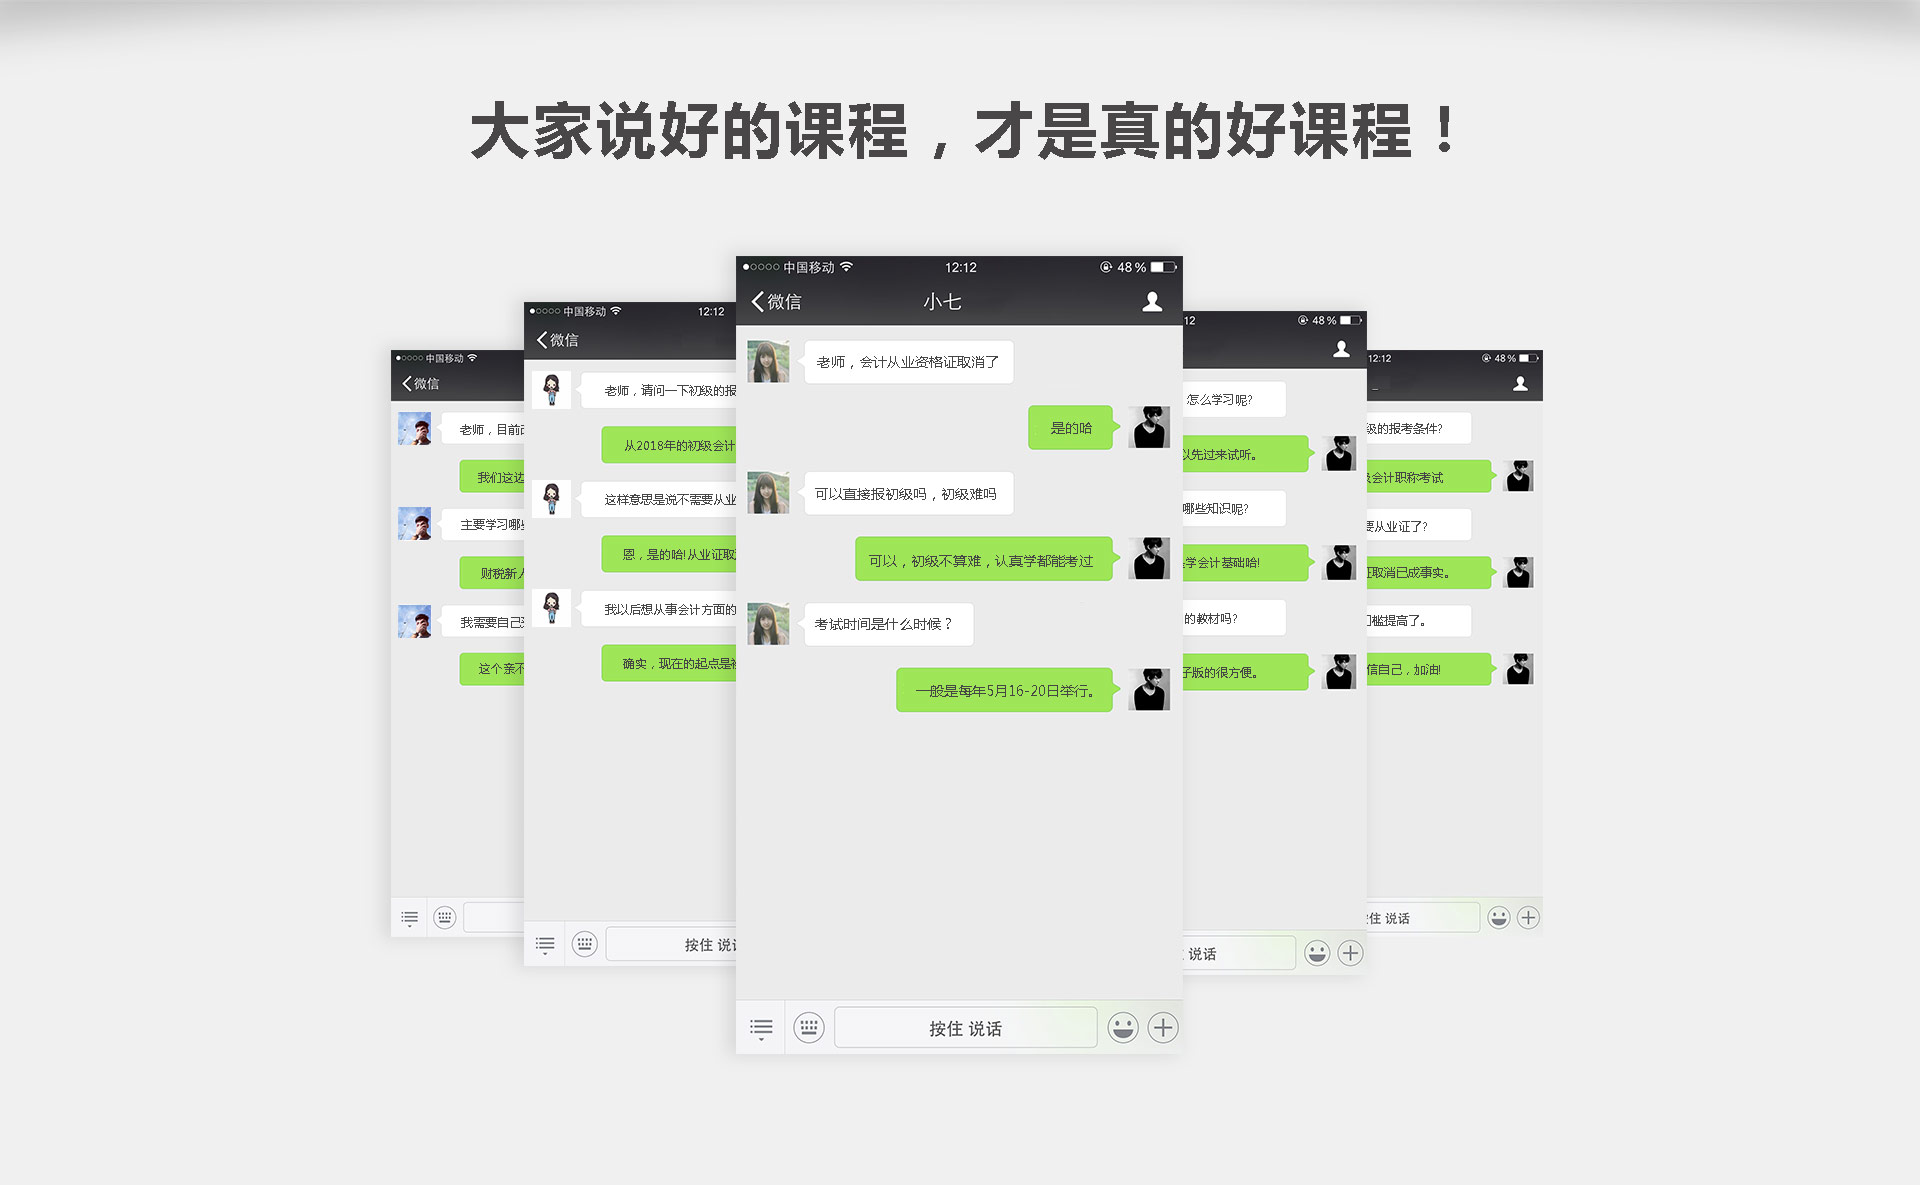 大家说好的课程，才是真的好课程！
中国移动
微信
老师，目前
我们这边
主要学习哪
财税新人
我需要自己
这个亲不
中国移动 12:12
微信
老师，请问一下初级的报
从2018年的初级会计
这样意思是说不需要从业
恩，是的哈!从业证取
我以后想从事会计方面的
确实，现在的起点是
按住 说话
中国移动 12:12 48%
微信 小七
老师，会计从业资格证取消了
是的哈
可以直接报初级吗，初级难吗
可以，初级不算难，认真学都能考过
考试时间是什么时候？
一般是每年5月16-20日举行。
按住 说话
12 48%
怎么学习呢?
以先过来试听。
哪些知识呢?
学会计基础哈!
的教材吗?
子版的很方便。
说话
12:12 48%
级的报考条件?
会计职称考试
要从业证了?
证取消已成事实。
门槛提高了。
信自己，加油!
按住 说话